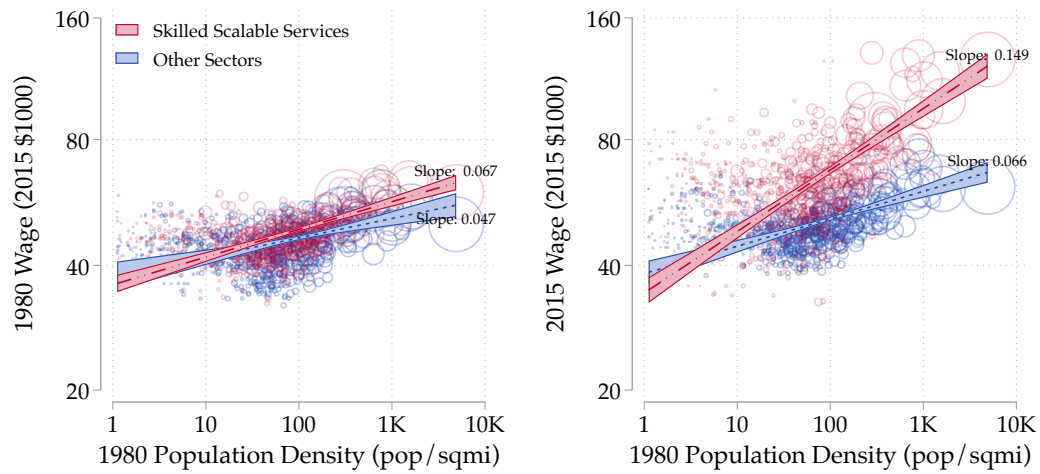 160
80
40
20
1980 Wage (2015 $1000)
Skilled Scalable Services
Other Sectors
Slope: 0.067
Slope: 0.047
1
10
100
1K
10K
1980 Population Density (pop/sqmi)
160
80
40
20
2015 Wage (2015 $1000)
Slope: 0.149
Slope: 0.066
1
10
100
1K
10K
1980 Population Density (pop/sqmi)